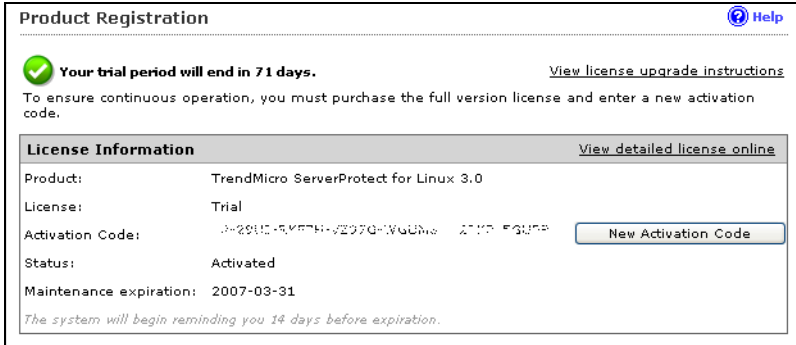 Product Registration
Help
Your trial period will end in 71 days.
View license upgrade instructions
To ensure continuous operation, you must purchase the full version license and enter a new activation
code.
License Information
View detailed license online
Product: TrendMicro ServerProtect for Linux 3.0
License: Trial
Activation Code:
New Activation Code
Status: Activated
Maintenance expiration: 2007-03-31
The system will begin reminding you 14 days before expiration.